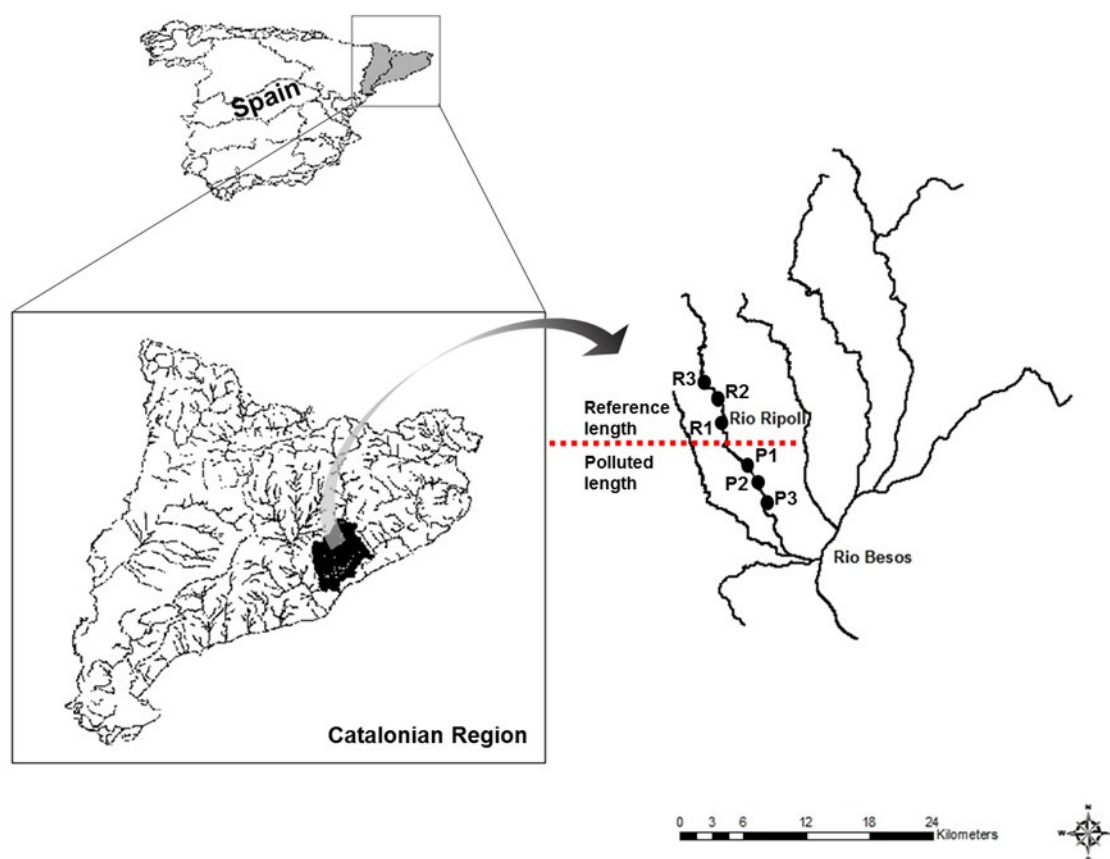 Spain
R3
R2
Reference
length
Rio Ripoll
R1
Polluted
length
P1
P2
P3
Rio Besos
Catalonian Region
0 3 6 12 18 24
Kilometers
N
W
E
S